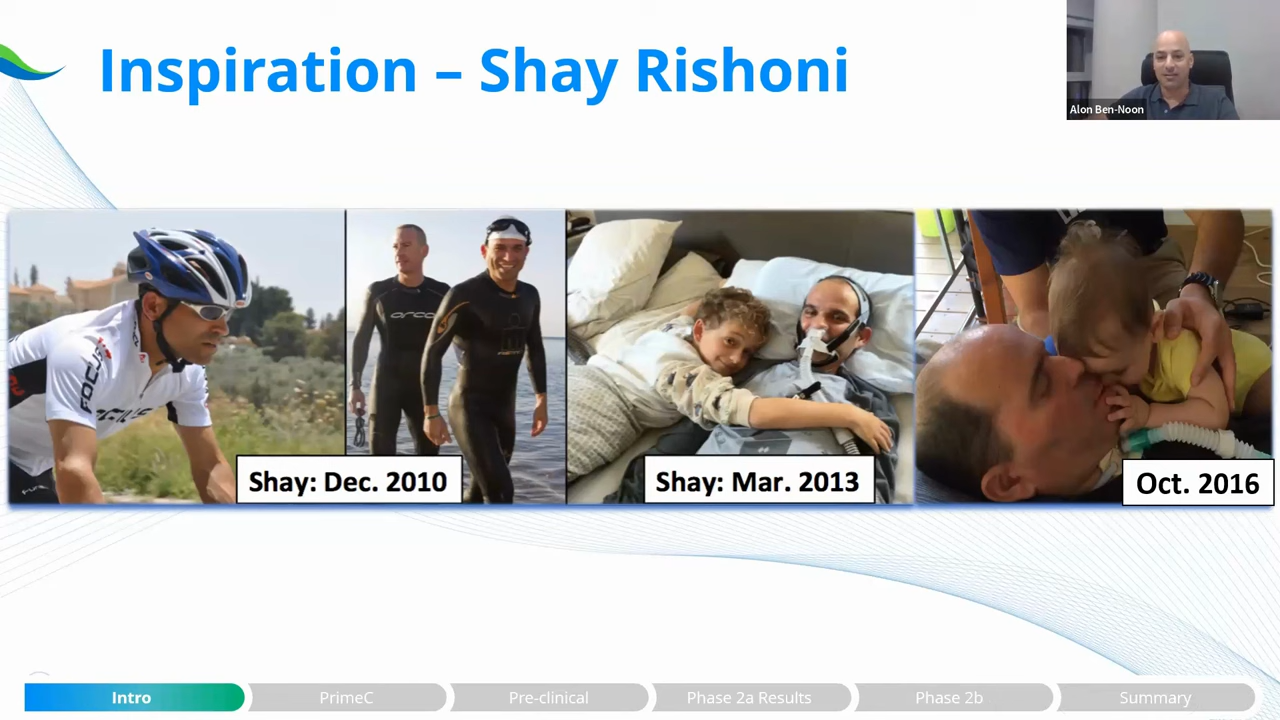 Inspiration – Shay Rishoni
Alon Ben-Noon
FOCUS
orca
Shay: Dec. 2010
Shay: Mar. 2013
Oct. 2016
Intro
PrimeC
Pre-clinical
Phase 2a Results
Phase 2b
Summary